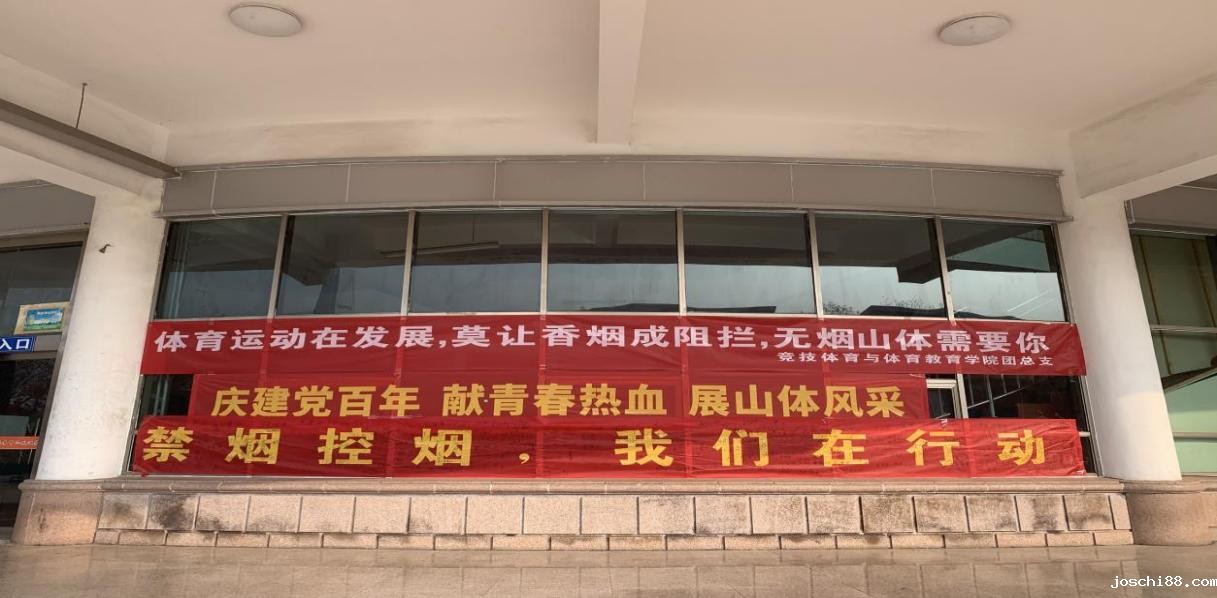 体育运动在发展,莫让香烟成阻拦,无烟山体需要你
竞技体育与体育教育学院团总支
庆建党百年 献青春热血 展山体风采
禁烟控烟,我们在行动
入口
joschi88.com